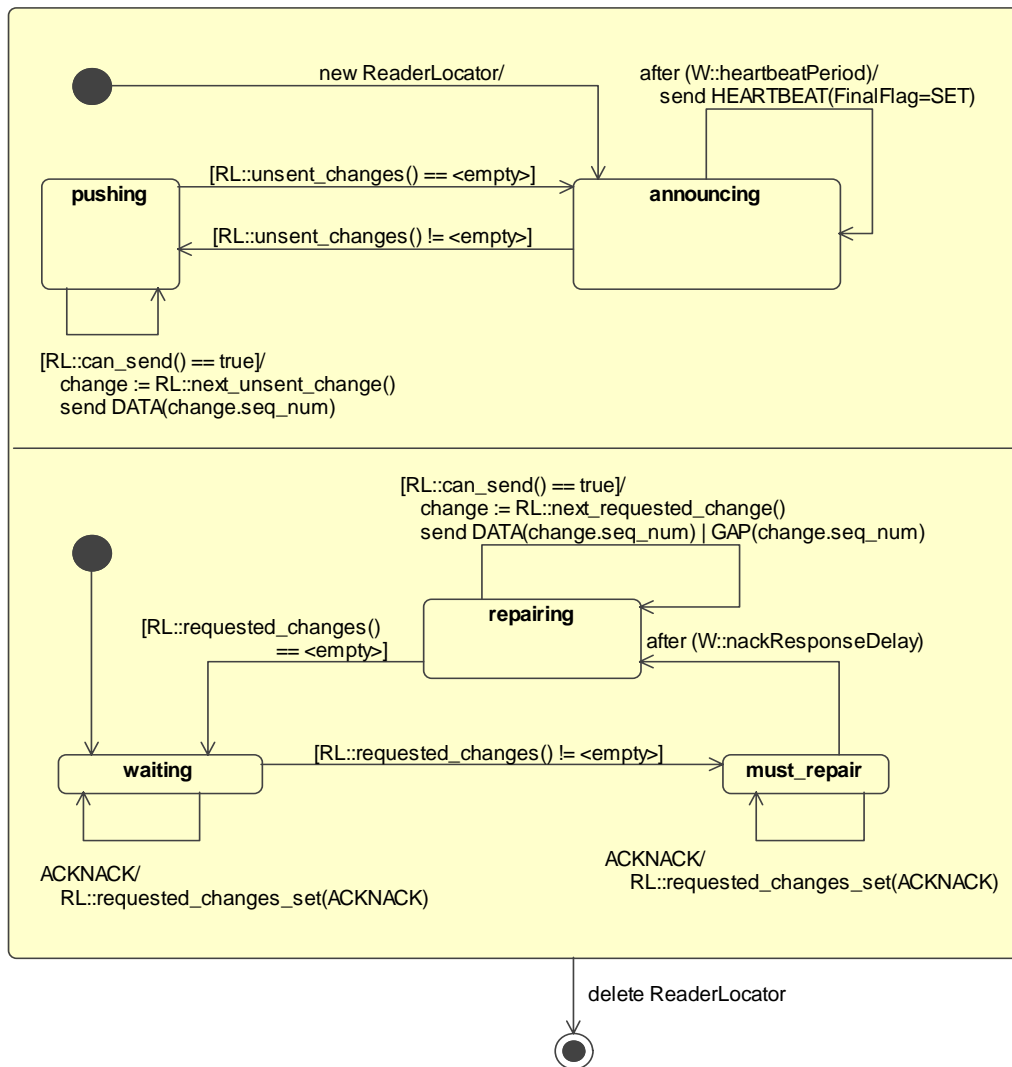 new ReaderLocator/
after (W::heartbeatPeriod)/
send HEARTBEAT(FinalFlag=SET)
[RL::unsent_changes() == <empty>]
pushing
announcing
[RL::unsent_changes() != <empty>]
[RL::can_send() == true]/
change := RL::next_unsent_change()
send DATA(change.seq_num)
[RL::can_send() == true]/
change := RL::next_requested_change()
send DATA(change.seq_num) | GAP(change.seq_num)
repairing
[RL::requested_changes()
== <empty>]
after (W::nackResponseDelay)
waiting
[RL::requested_changes() != <empty>]
must_repair
ACKNACK/
RL::requested_changes_set(ACKNACK)
ACKNACK/
RL::requested_changes_set(ACKNACK)
delete ReaderLocator